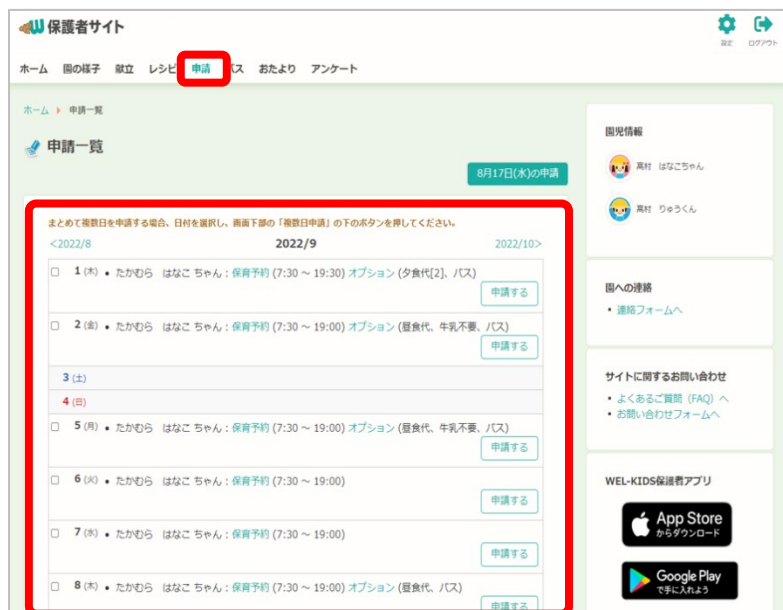 保護者サイト
設定 ログアウト
ホーム 園の様子 献立 レシピ 申請 バス おたより アンケート
ホーム 申請一覧
申請一覧
8月17日(水)の申請
まとめて複数日を申請する場合、日付を選択し、画面下部の「複数日申請」の下のボタンを押してください。
<2022/8 2022/9 2022/10>
1 (木) • たかむら はなこ ちゃん : 保育予約 (7:30 ~ 19:30) オプション (夕食代[2]、バス)
申請する
2 (金) • たかむら はなこ ちゃん : 保育予約 (7:30 ~ 19:00) オプション (昼食代、牛乳不要、バス)
申請する
3 (土)
4 (日)
5 (月) • たかむら はなこ ちゃん : 保育予約 (7:30 ~ 19:00) オプション (昼食代、牛乳不要、バス)
申請する
6 (火) • たかむら はなこ ちゃん : 保育予約 (7:30 ~ 19:00)
申請する
7 (水) • たかむら はなこ ちゃん : 保育予約 (7:30 ~ 19:00)
申請する
8 (木) • たかむら はなこ ちゃん : 保育予約 (7:30 ~ 19:00) オプション (昼食代、バス)
申請する
園児情報
高村 はなこちゃん
高村 りゅうくん
園への連絡
• 連絡フォームへ
サイトに関するお問い合わせ
• よくあるご質問（FAQ）へ
• お問い合わせフォームへ
WEL-KIDS保護者アプリ
App Store
からダウンロード
Google Play
で手に入れよう